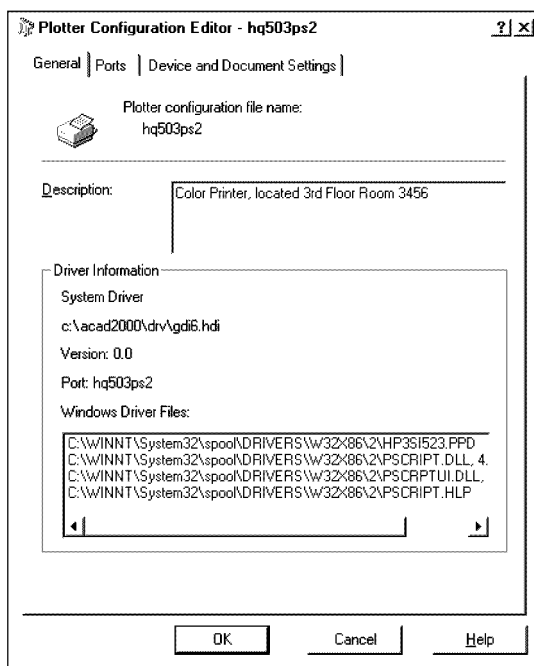 Plotter Configuration Editor - hq503ps2
General Ports Device and Document Settings
Plotter configuration file name:
hq503ps2
Description:
Color Printer, located 3rd Floor Room 3456
Driver Information
System Driver
c:\acad2000\drv\gdi6.hdi
Version: 0.0
Port: hq503ps2
Windows Driver Files:
C:\WINNT\System32\spool\DRIVERS\W32X86\2\HP3SI523.PPD
C:\WINNT\System32\spool\DRIVERS\W32X86\2\PSCRIPT.DLL, 4.
C:\WINNT\System32\spool\DRIVERS\W32X86\2\PSCRPTUI.DLL,
C:\WINNT\System32\spool\DRIVERS\W32X86\2\PSCRIPT.HLP
OK Cancel Help